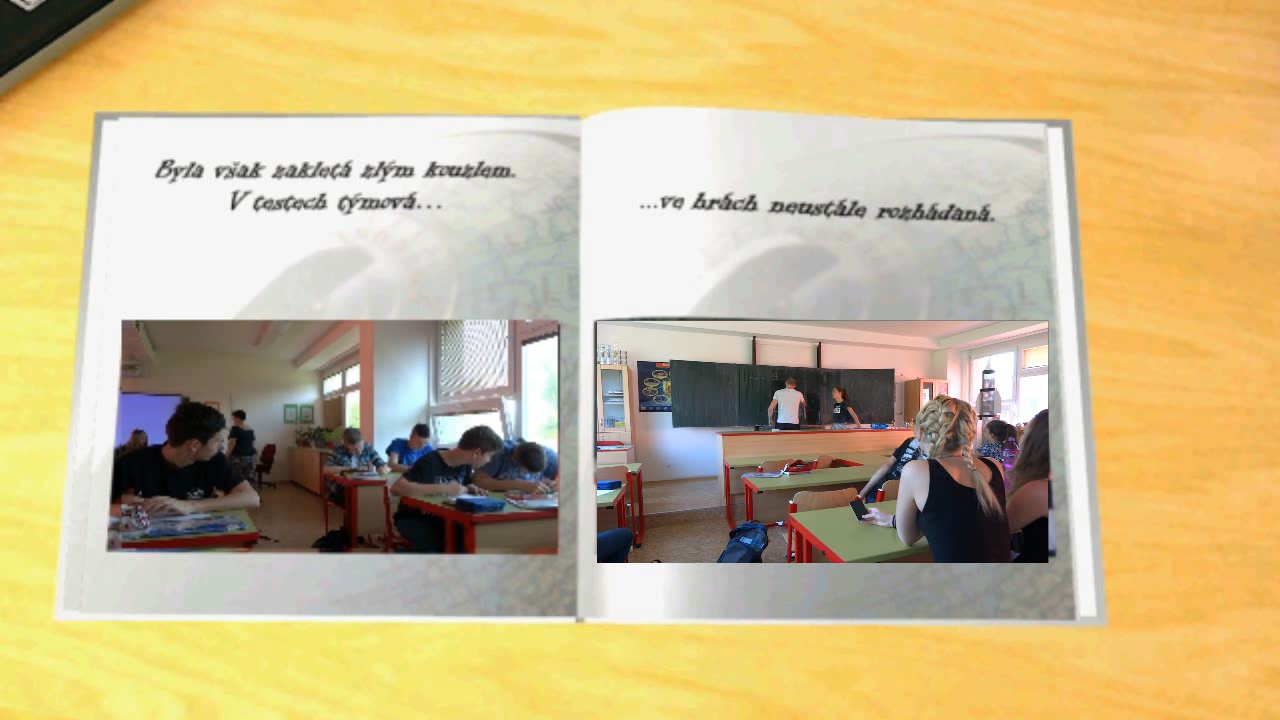 Byla však zakletá zlým kouzlem.
V testech týmová...
...ve hrách neustále rozhádaná.